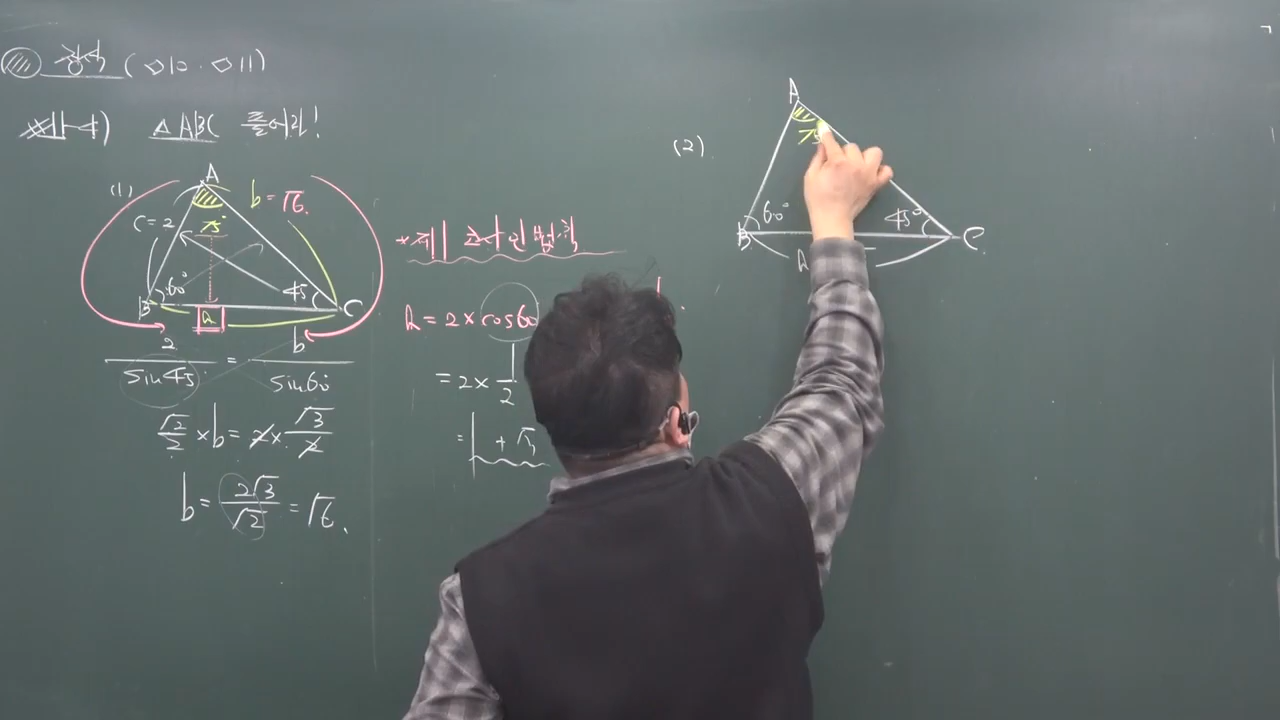 정식 (010.011)
예제4) △ABC 풀어라!
(1)
A
b = √6.
c = 2
75°
60°
45°
B
a
C
2/sin45 = b/sin60
√2/2 × b = 2 × √3/2
b = 2√3/√2 = √6.
* 제1 코사인 법칙
a = 2 × cos60
= 2 × 1/2
= 1 + √3
(2)
A
75
60°
45°
B
C